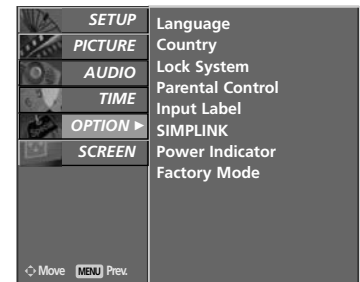 SETUP
PICTURE
AUDIO
TIME
OPTION ►
SCREEN
Move MENU Prev.
Language
Country
Lock System
Parental Control
Input Label
SIMPLINK
Power Indicator
Factory Mode